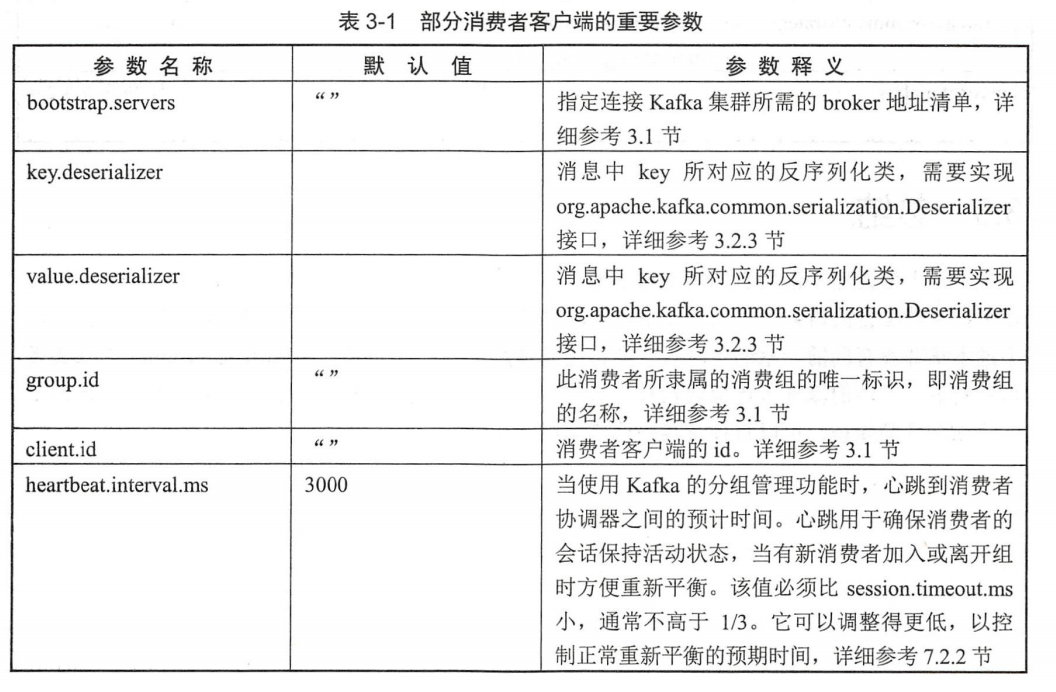 表 3-1 部分消费者客户端的重要参数
参 数 名 称 默 认 值 参 数 释 义
bootstrap.servers “ ” 指定连接 Kafka 集群所需的 broker 地址清单，详
细参考 3.1 节
key.deserializer 消息中 key 所对应的反序列化类，需要实现
org.apache.kafka.common.serialization.Deserializer
接口，详细参考 3.2.3 节
value.deserializer 消息中 key 所对应的反序列化类，需要实现
org.apache.kafka.common.serialization.Deserializer
接口，详细参考 3.2.3 节
group.id “ ” 此消费者所隶属的消费组的唯一标识，即消费组
的名称，详细参考 3.1 节
client.id “ ” 消费者客户端的 id。详细参考 3.1 节
heartbeat.interval.ms 3000 当使用 Kafka 的分组管理功能时，心跳到消费者
协调器之间的预计时间。心跳用于确保消费者的
会话保持活动状态，当有新消费者加入或离开组
时方便重新平衡。该值必须比 session.timeout.ms
小，通常不高于 1/3。它可以调整得更低，以控
制正常重新平衡的预期时间，详细参考 7.2.2 节